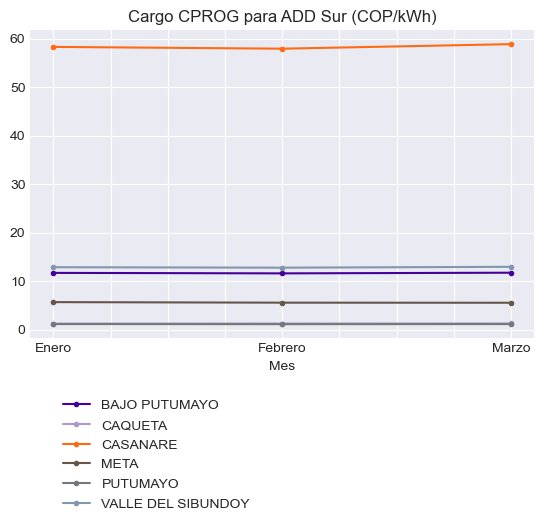 Cargo CPROG para ADD Sur (COP/kWh)
60
50
40
30
20
10
0
Enero Febrero Marzo
Mes
BAJO PUTUMAYO
CAQUETA
CASANARE
META
PUTUMAYO
VALLE DEL SIBUNDOY